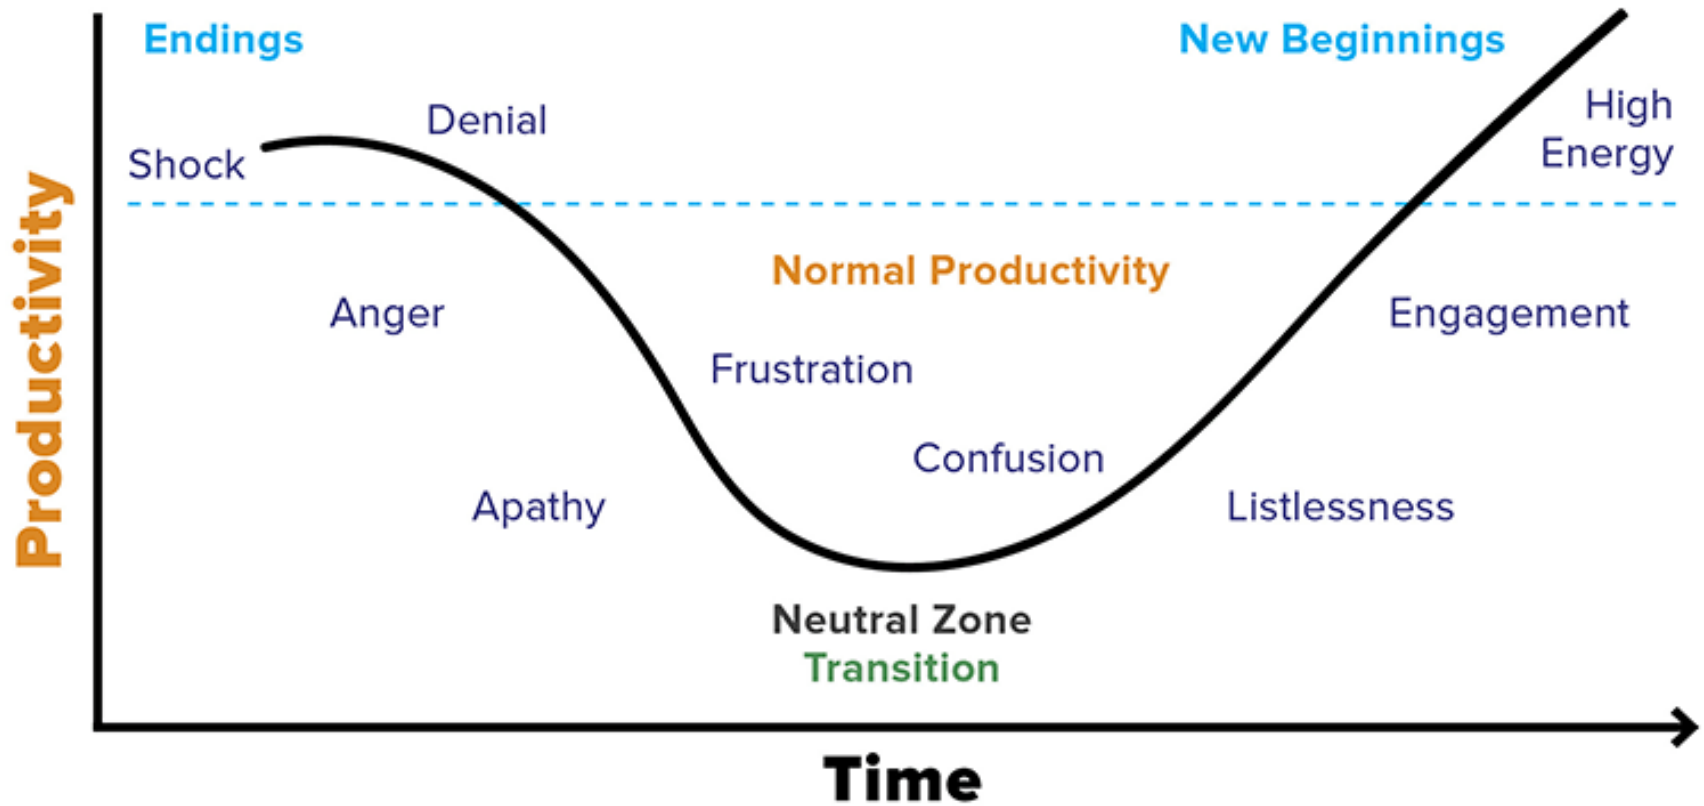 Endings
New Beginnings
High
Energy
Denial
Shock
Normal Productivity
Anger
Engagement
Frustration
Confusion
Apathy
Listlessness
Neutral Zone
Transition
Productivity
Time